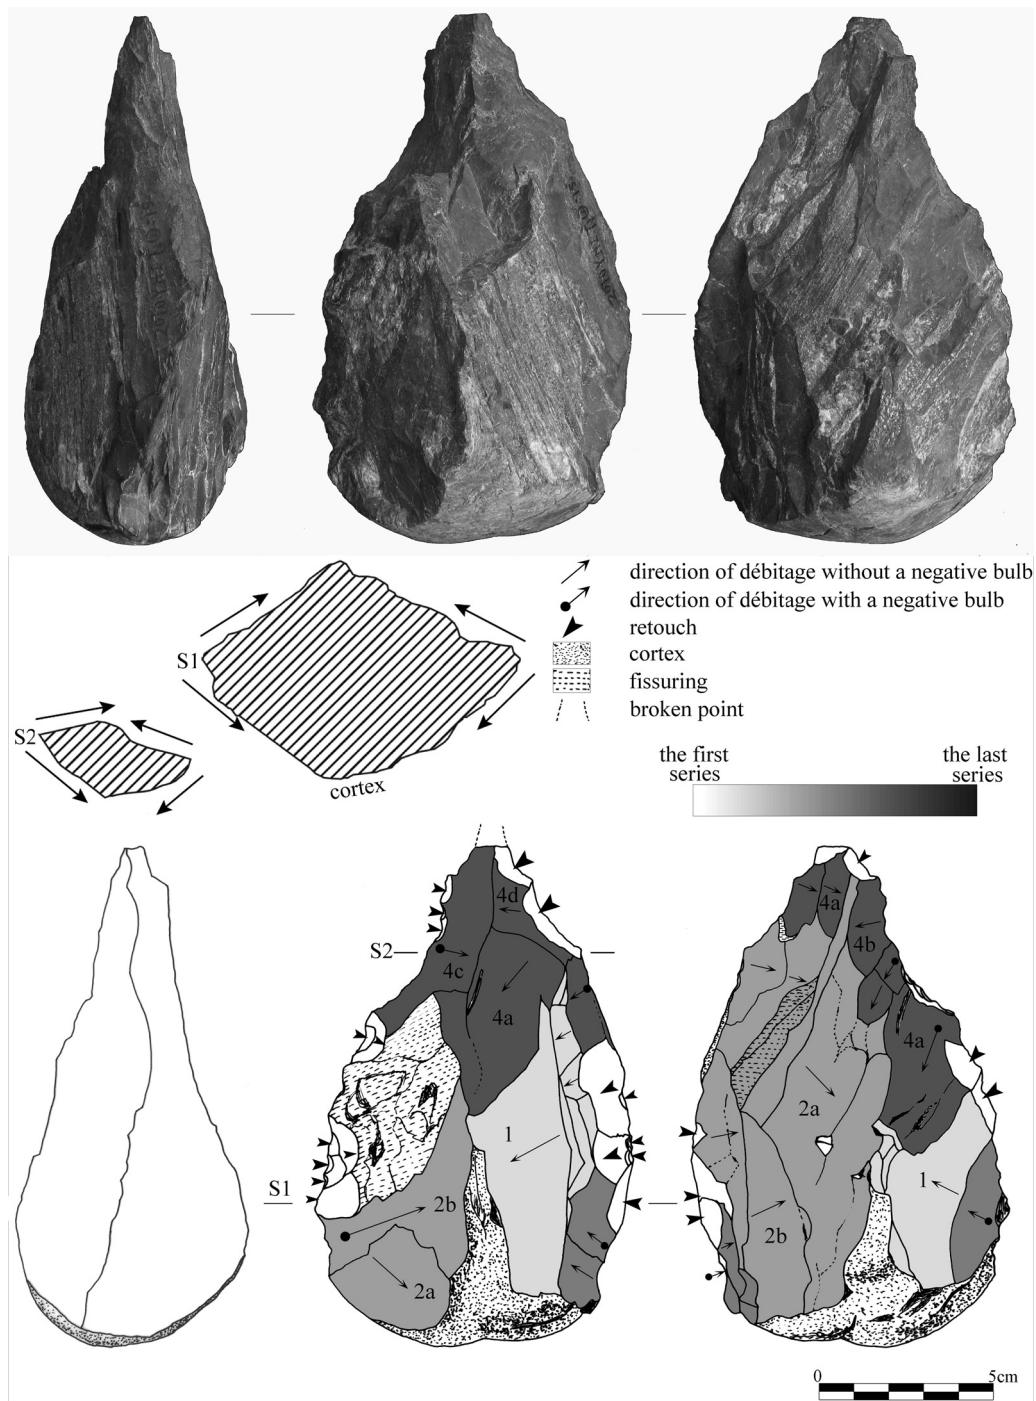 direction of débitage without a negative bulb
direction of débitage with a negative bulb
retouch
cortex
fissuring
broken point
S1
S2
cortex
the first
series
the last
series
4d
S2
4c
4a
1
S1
2b
2a
4a
4b
4a
2a
1
2b
0
5cm